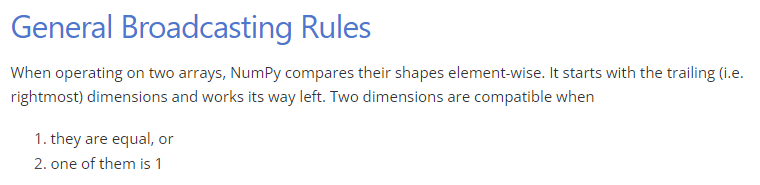 General Broadcasting Rules
When operating on two arrays, NumPy compares their shapes element-wise. It starts with the trailing (i.e.
rightmost) dimensions and works its way left. Two dimensions are compatible when
1. they are equal, or
2. one of them is 1